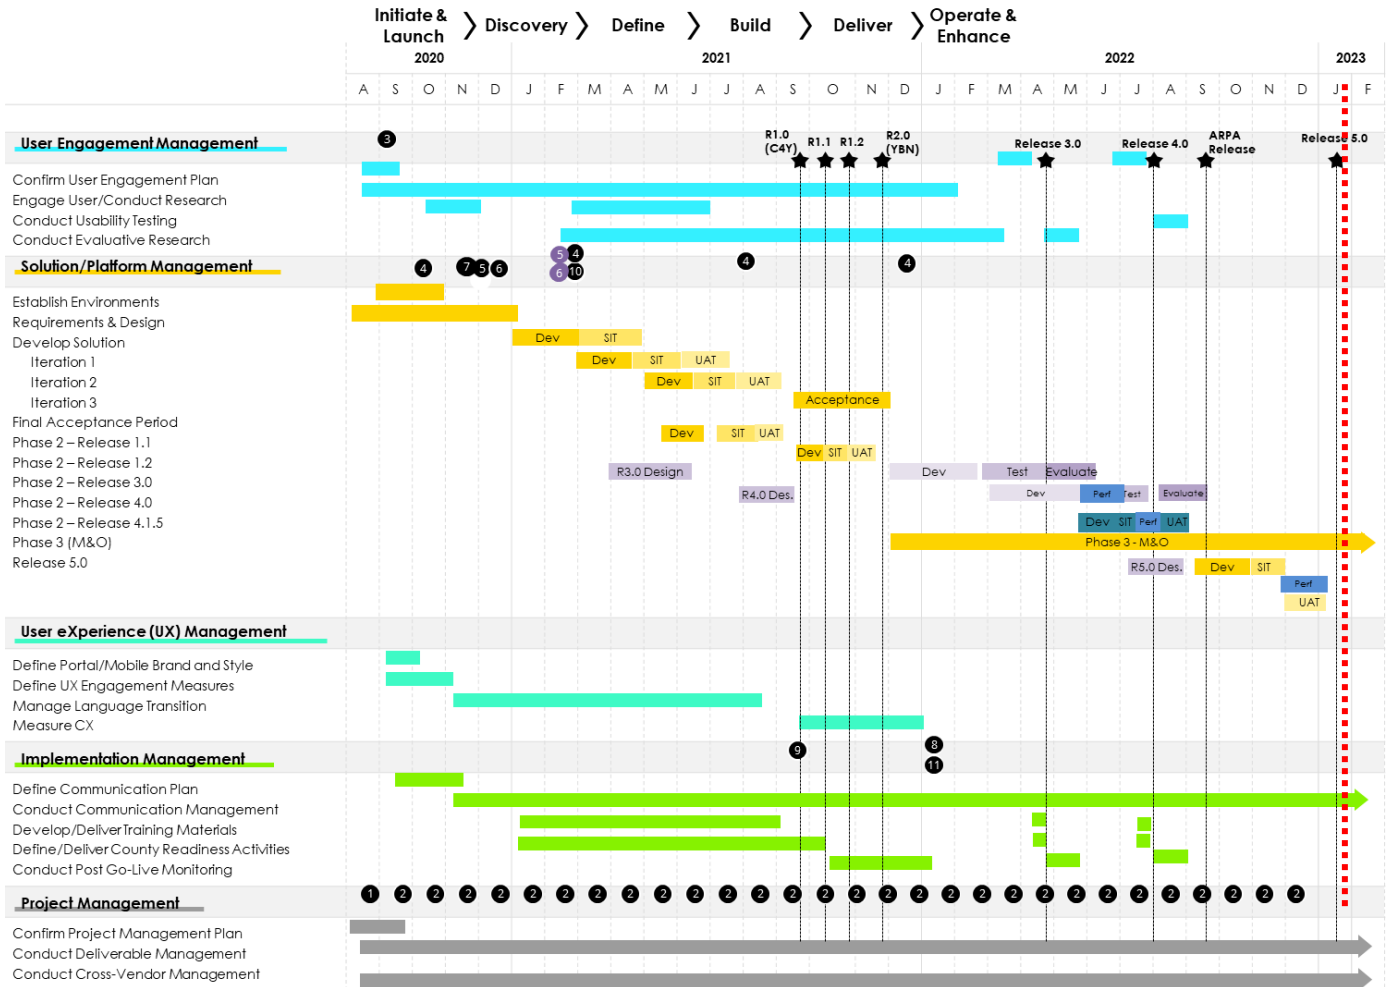 Initiate & Launch
Discovery
Define
Build
Deliver
Operate & Enhance
2020 2021 2022 2023
A S O N D J F M A M J J A S O N D J F M A M J J A S O N D J F
User Engagement Management
3
R1.0 (C4Y)
R1.1
R1.2
R2.0 (YBN)
Release 3.0
Release 4.0
ARPA Release
Release 5.0
Confirm User Engagement Plan
Engage User/Conduct Research
Conduct Usability Testing
Conduct Evaluative Research
Solution/Platform Management
4 7 5 6 5 4 6 10 4 4
Establish Environments
Requirements & Design
Develop Solution
Dev SIT
Iteration 1
Dev SIT UAT
Iteration 2
Dev SIT UAT
Iteration 3
Acceptance
Final Acceptance Period
Phase 2 – Release 1.1
Dev SIT UAT
Phase 2 – Release 1.2
Dev SIT UAT
Phase 2 – Release 3.0
R3.0 Design Dev Test Evaluate
Phase 2 – Release 4.0
R4.0 Des. Dev Perf Test Evaluate
Phase 2 – Release 4.1.5
Dev SIT Perf UAT
Phase 3 (M&O)
Phase 3 - M&O
Release 5.0
R5.0 Des. Dev SIT
Perf
UAT
User eXperience (UX) Management
Define Portal/Mobile Brand and Style
Define UX Engagement Measures
Manage Language Transition
Measure CX
Implementation Management
9 8
11
Define Communication Plan
Conduct Communication Management
Develop/Deliver Training Materials
Define/Deliver County Readiness Activities
Conduct Post Go-Live Monitoring
Project Management
1 2 2 2 2 2 2 2 2 2 2 2 2 2 2 2 2 2 2 2 2 2 2 2 2 2 2 2 2 2
Confirm Project Management Plan
Conduct Deliverable Management
Conduct Cross-Vendor Management